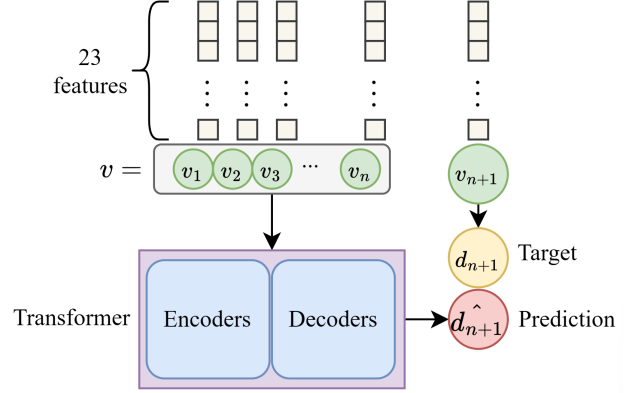 23
features
v = v₁ v₂ v₃ ... vₙ
vₙ₊₁
dₙ₊₁ Target
Transformer
Encoders
Decoders
d̂ₙ₊₁ Prediction